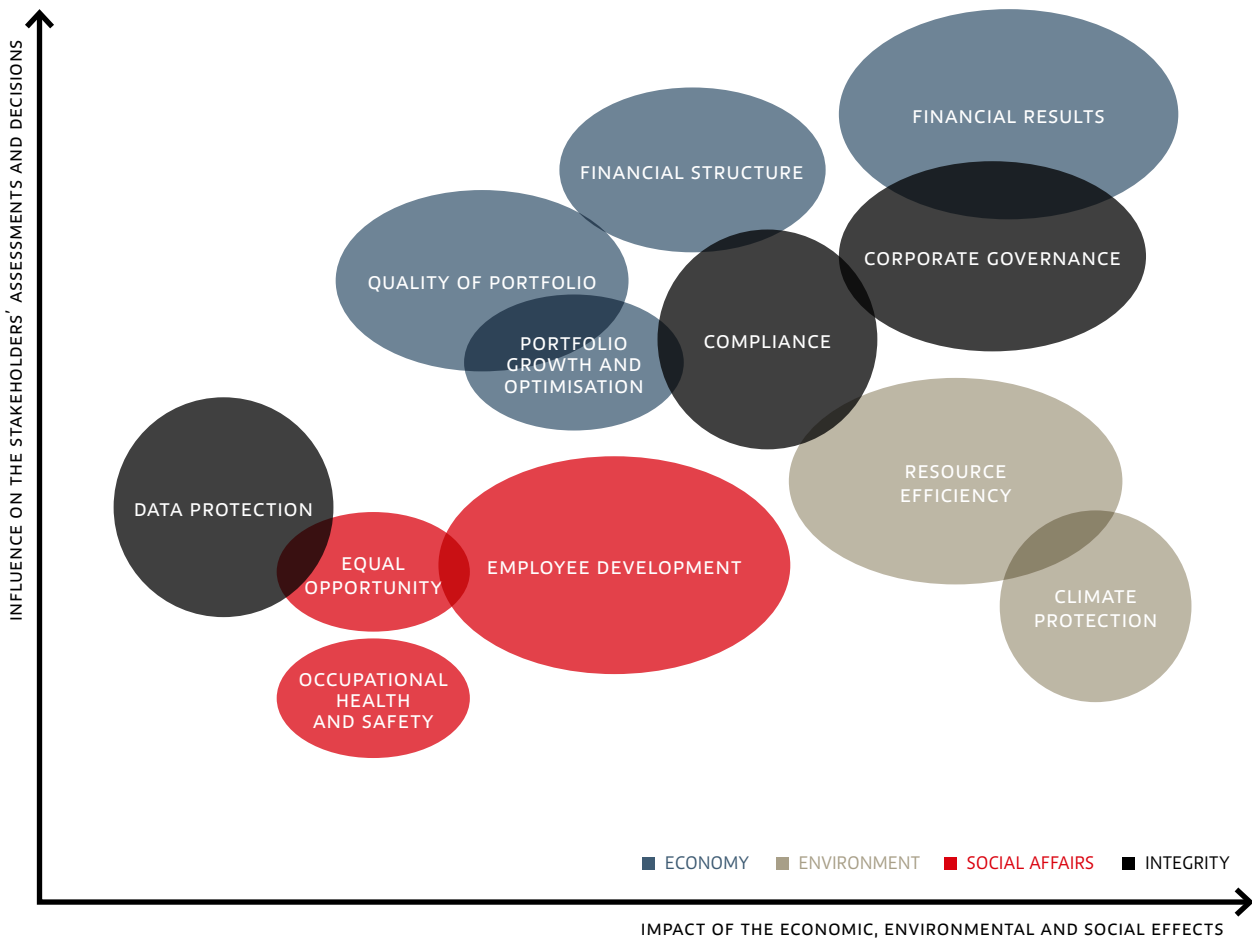 INFLUENCE ON THE STAKEHOLDERS' ASSESSMENTS AND DECISIONS
FINANCIAL RESULTS
FINANCIAL STRUCTURE
CORPORATE GOVERNANCE
QUALITY OF PORTFOLIO
COMPLIANCE
PORTFOLIO
GROWTH AND
OPTIMISATION
RESOURCE
EFFICIENCY
DATA PROTECTION
EQUAL
OPPORTUNITY
EMPLOYEE DEVELOPMENT
CLIMATE
PROTECTION
OCCUPATIONAL
HEALTH
AND SAFETY
ECONOMY
ENVIRONMENT
SOCIAL AFFAIRS
INTEGRITY
IMPACT OF THE ECONOMIC, ENVIRONMENTAL AND SOCIAL EFFECTS